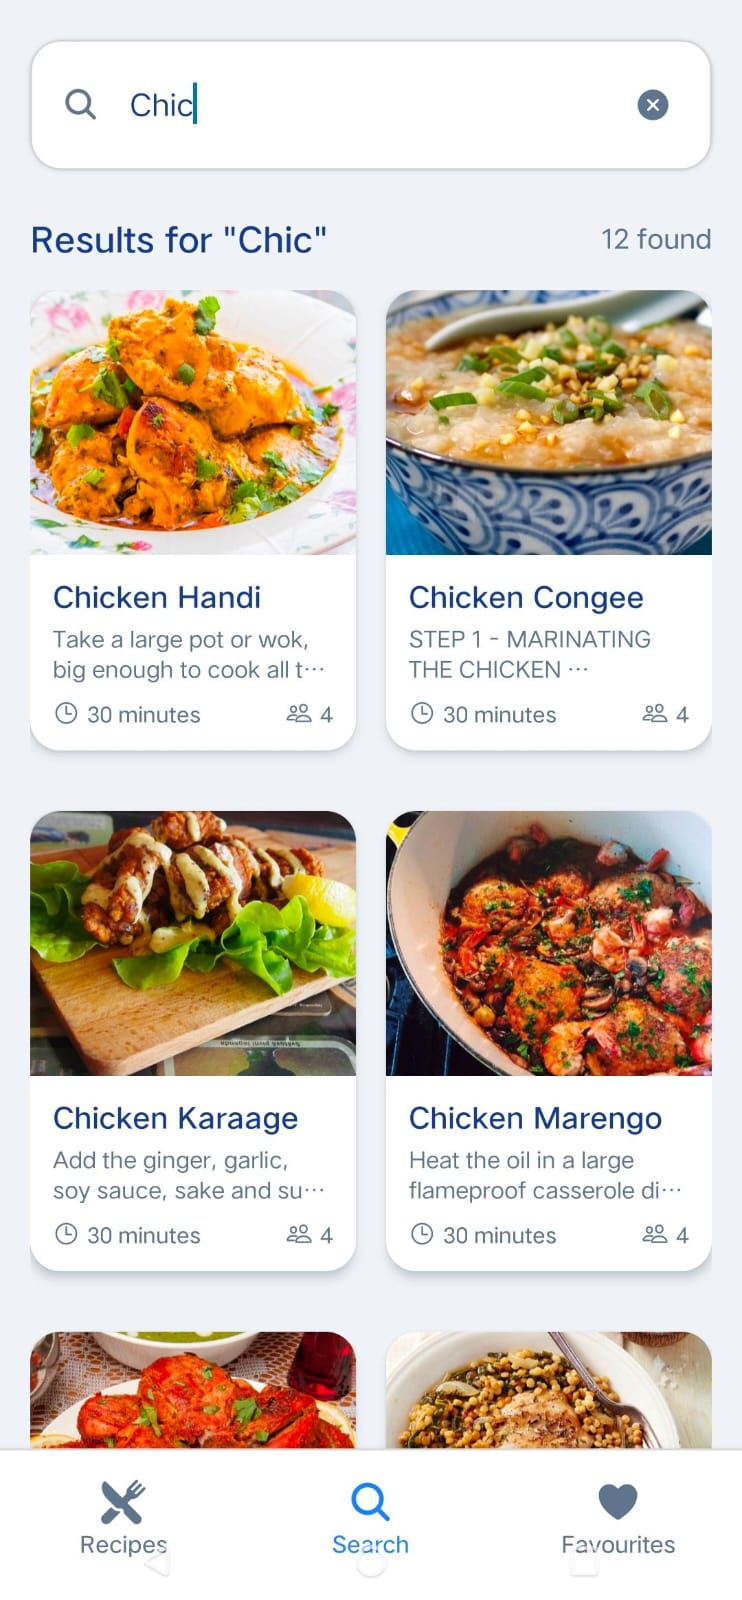 Chic
Results for "Chic"
12 found
Chicken Handi
Take a large pot or wok,
big enough to cook all t···
30 minutes
4
Chicken Congee
STEP 1 - MARINATING
THE CHICKEN ···
30 minutes
4
Chicken Karaage
Add the ginger, garlic,
soy sauce, sake and su···
30 minutes
4
Chicken Marengo
Heat the oil in a large
flameproof casserole di···
30 minutes
4
Recipes
Search
Favourites